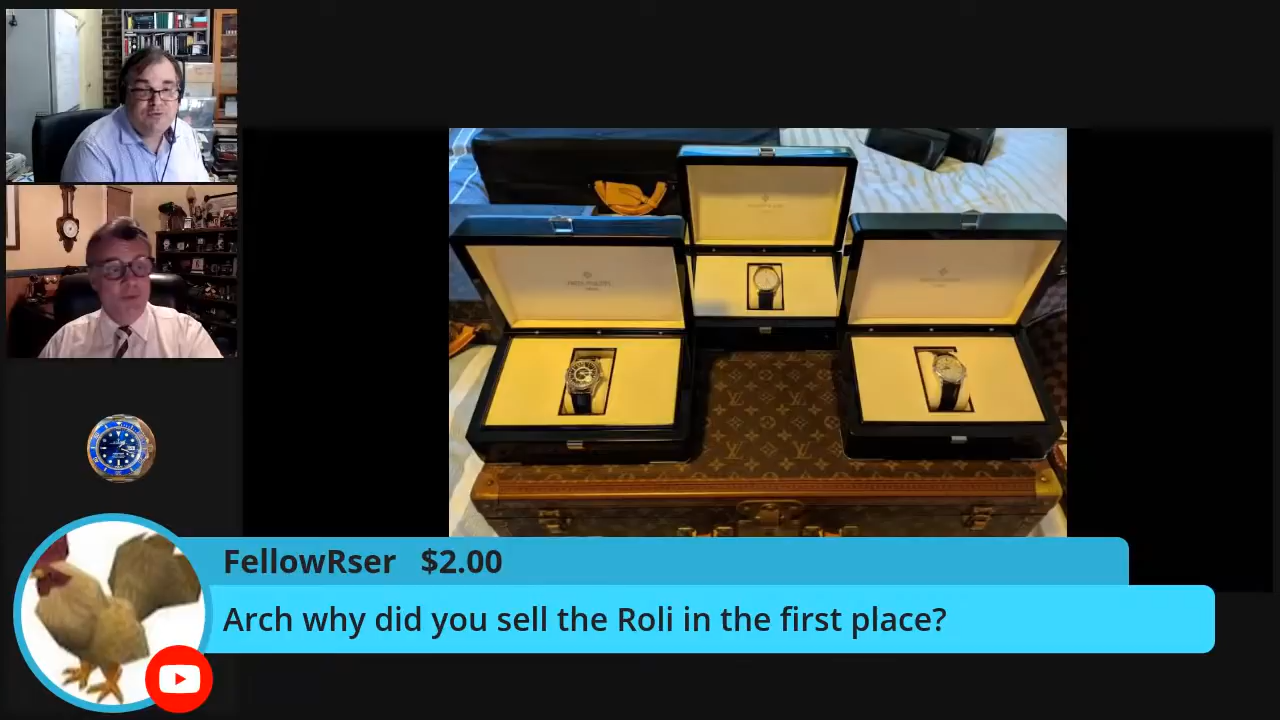 FellowRser $2.00
Arch why did you sell the Roli in the first place?